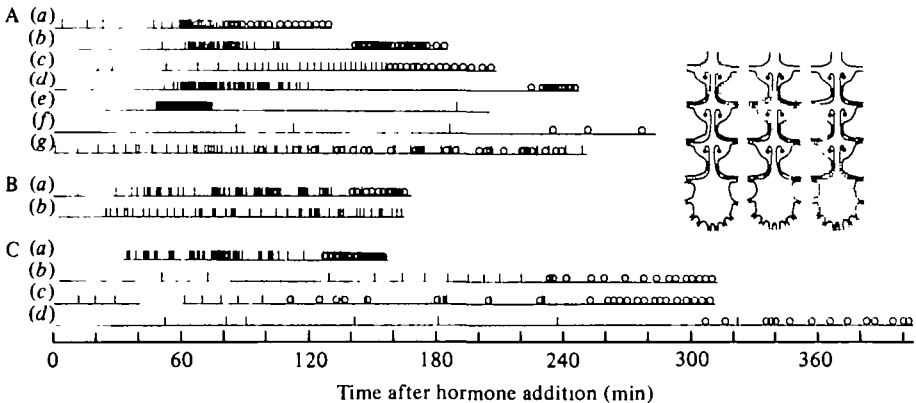 A (a)
(b)
(c)
(d)
(e)
(f)
(g)
B (a)
(b)
C (a)
(b)
(c)
(d)
0 60 120 180 240 300 360
Time after hormone addition (min)